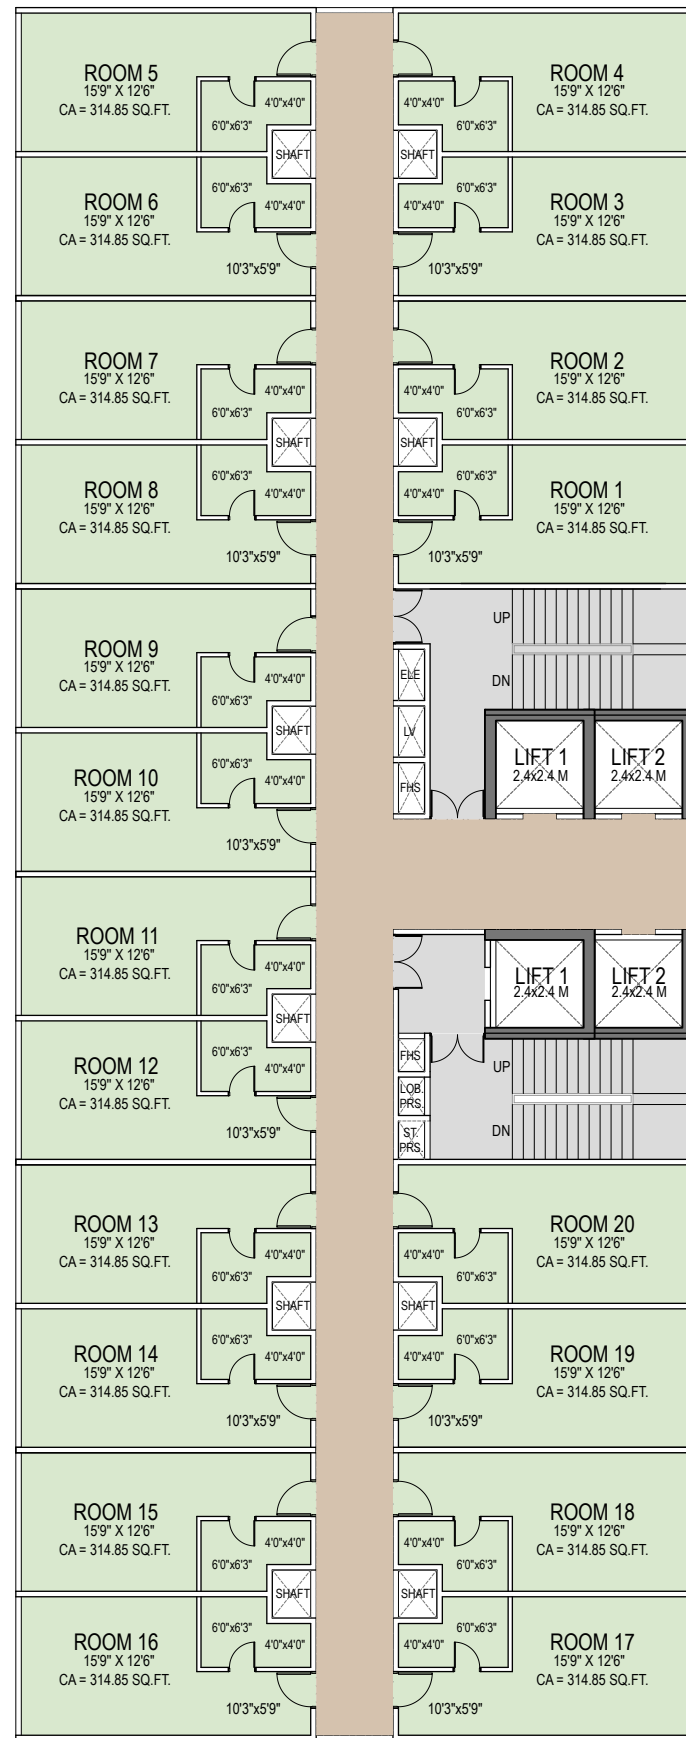 ROOM 5
15'9" X 12'6"
CA = 314.85 SQ.FT.
4'0"x4'0"
6'0"x6'3"
SHAFT
ROOM 4
15'9" X 12'6"
CA = 314.85 SQ.FT.
4'0"x4'0"
6'0"x6'3"
SHAFT
ROOM 6
15'9" X 12'6"
CA = 314.85 SQ.FT.
6'0"x6'3"
4'0"x4'0"
10'3"x5'9"
ROOM 3
15'9" X 12'6"
CA = 314.85 SQ.FT.
6'0"x6'3"
4'0"x4'0"
10'3"x5'9"
ROOM 7
15'9" X 12'6"
CA = 314.85 SQ.FT.
4'0"x4'0"
6'0"x6'3"
SHAFT
ROOM 2
15'9" X 12'6"
CA = 314.85 SQ.FT.
4'0"x4'0"
6'0"x6'3"
SHAFT
ROOM 8
15'9" X 12'6"
CA = 314.85 SQ.FT.
6'0"x6'3"
4'0"x4'0"
10'3"x5'9"
ROOM 1
15'9" X 12'6"
CA = 314.85 SQ.FT.
6'0"x6'3"
4'0"x4'0"
10'3"x5'9"
ROOM 9
15'9" X 12'6"
CA = 314.85 SQ.FT.
4'0"x4'0"
6'0"x6'3"
SHAFT
UP
DN
ELE
LV
FHS
LIFT 1
2.4x2.4 M
LIFT 2
2.4x2.4 M
ROOM 10
15'9" X 12'6"
CA = 314.85 SQ.FT.
6'0"x6'3"
4'0"x4'0"
10'3"x5'9"
ROOM 11
15'9" X 12'6"
CA = 314.85 SQ.FT.
4'0"x4'0"
6'0"x6'3"
SHAFT
LIFT 1
2.4x2.4 M
LIFT 2
2.4x2.4 M
ROOM 12
15'9" X 12'6"
CA = 314.85 SQ.FT.
6'0"x6'3"
4'0"x4'0"
10'3"x5'9"
FHS
LOB.
PRS.
ST.
PRS.
UP
DN
ROOM 13
15'9" X 12'6"
CA = 314.85 SQ.FT.
4'0"x4'0"
6'0"x6'3"
SHAFT
ROOM 20
15'9" X 12'6"
CA = 314.85 SQ.FT.
4'0"x4'0"
6'0"x6'3"
SHAFT
ROOM 14
15'9" X 12'6"
CA = 314.85 SQ.FT.
6'0"x6'3"
4'0"x4'0"
10'3"x5'9"
ROOM 19
15'9" X 12'6"
CA = 314.85 SQ.FT.
6'0"x6'3"
4'0"x4'0"
10'3"x5'9"
ROOM 15
15'9" X 12'6"
CA = 314.85 SQ.FT.
4'0"x4'0"
6'0"x6'3"
SHAFT
ROOM 18
15'9" X 12'6"
CA = 314.85 SQ.FT.
4'0"x4'0"
6'0"x6'3"
SHAFT
ROOM 16
15'9" X 12'6"
CA = 314.85 SQ.FT.
6'0"x6'3"
4'0"x4'0"
10'3"x5'9"
ROOM 17
15'9" X 12'6"
CA = 314.85 SQ.FT.
6'0"x6'3"
4'0"x4'0"
10'3"x5'9"